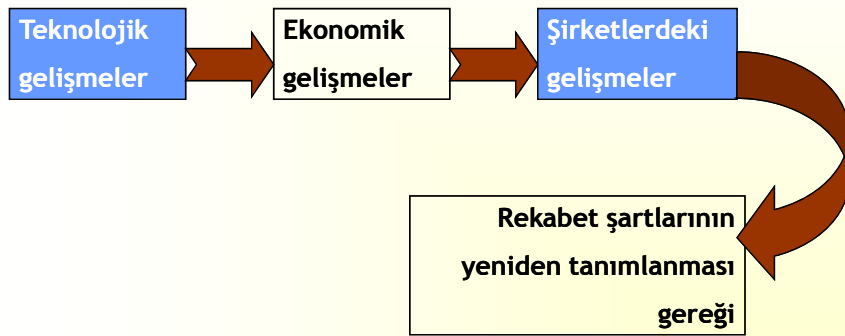 Teknolojik
gelişmeler
Ekonomik
gelişmeler
Şirketlerdeki
gelişmeler
Rekabet şartlarının
yeniden tanımlanması
gereği